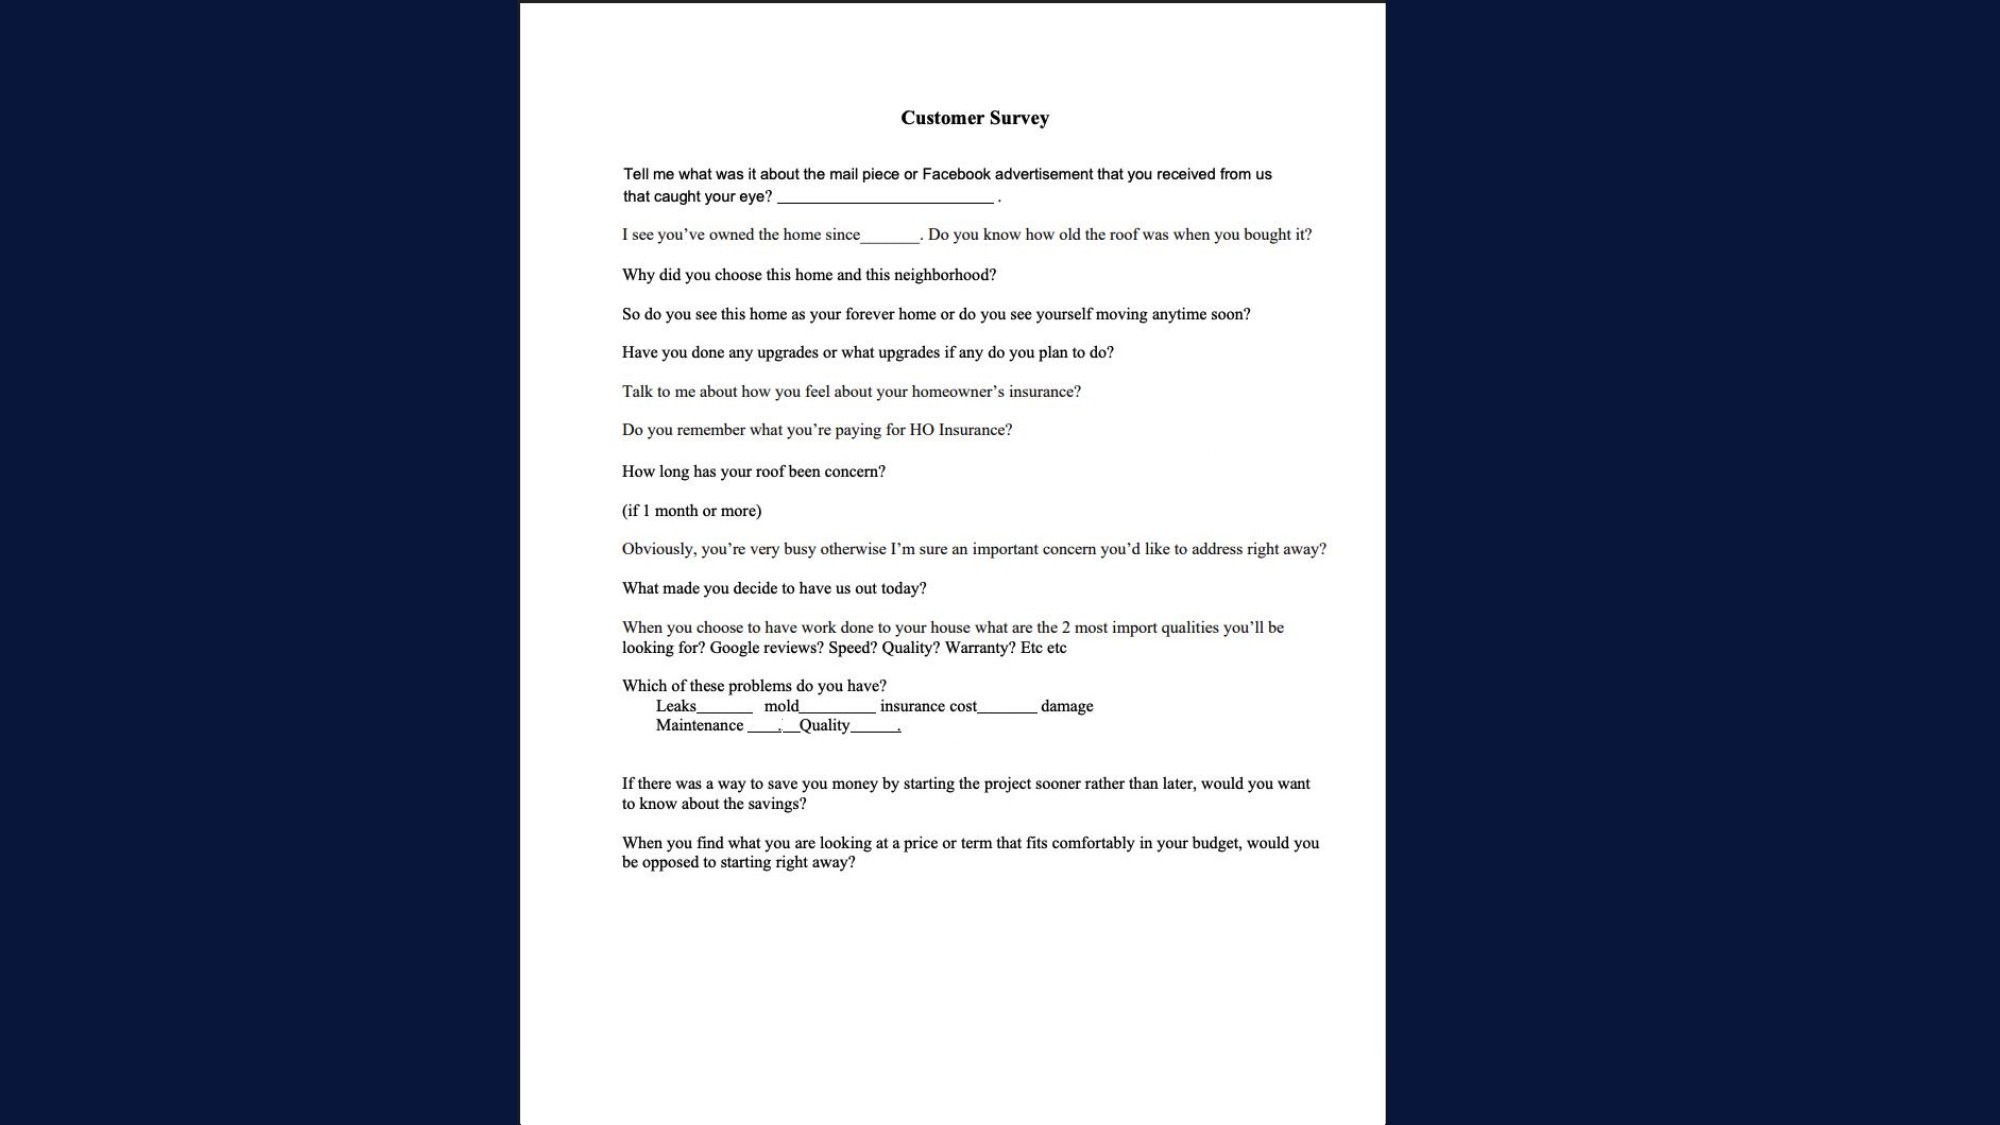 Customer Survey
Tell me what was it about the mail piece or Facebook advertisement that you received from us
that caught your eye? __________________________ .
I see you’ve owned the home since_______. Do you know how old the roof was when you bought it?
Why did you choose this home and this neighborhood?
So do you see this home as your forever home or do you see yourself moving anytime soon?
Have you done any upgrades or what upgrades if any do you plan to do?
Talk to me about how you feel about your homeowner’s insurance?
Do you remember what you’re paying for HO Insurance?
How long has your roof been concern?
(if 1 month or more)
Obviously, you’re very busy otherwise I’m sure an important concern you’d like to address right away?
What made you decide to have us out today?
When you choose to have work done to your house what are the 2 most import qualities you’ll be
looking for? Google reviews? Speed? Quality? Warranty? Etc etc
Which of these problems do you have?
Leaks_______ mold_________ insurance cost_______ damage
Maintenance ____.__Quality______.
If there was a way to save you money by starting the project sooner rather than later, would you want
to know about the savings?
When you find what you are looking at a price or term that fits comfortably in your budget, would you
be opposed to starting right away?